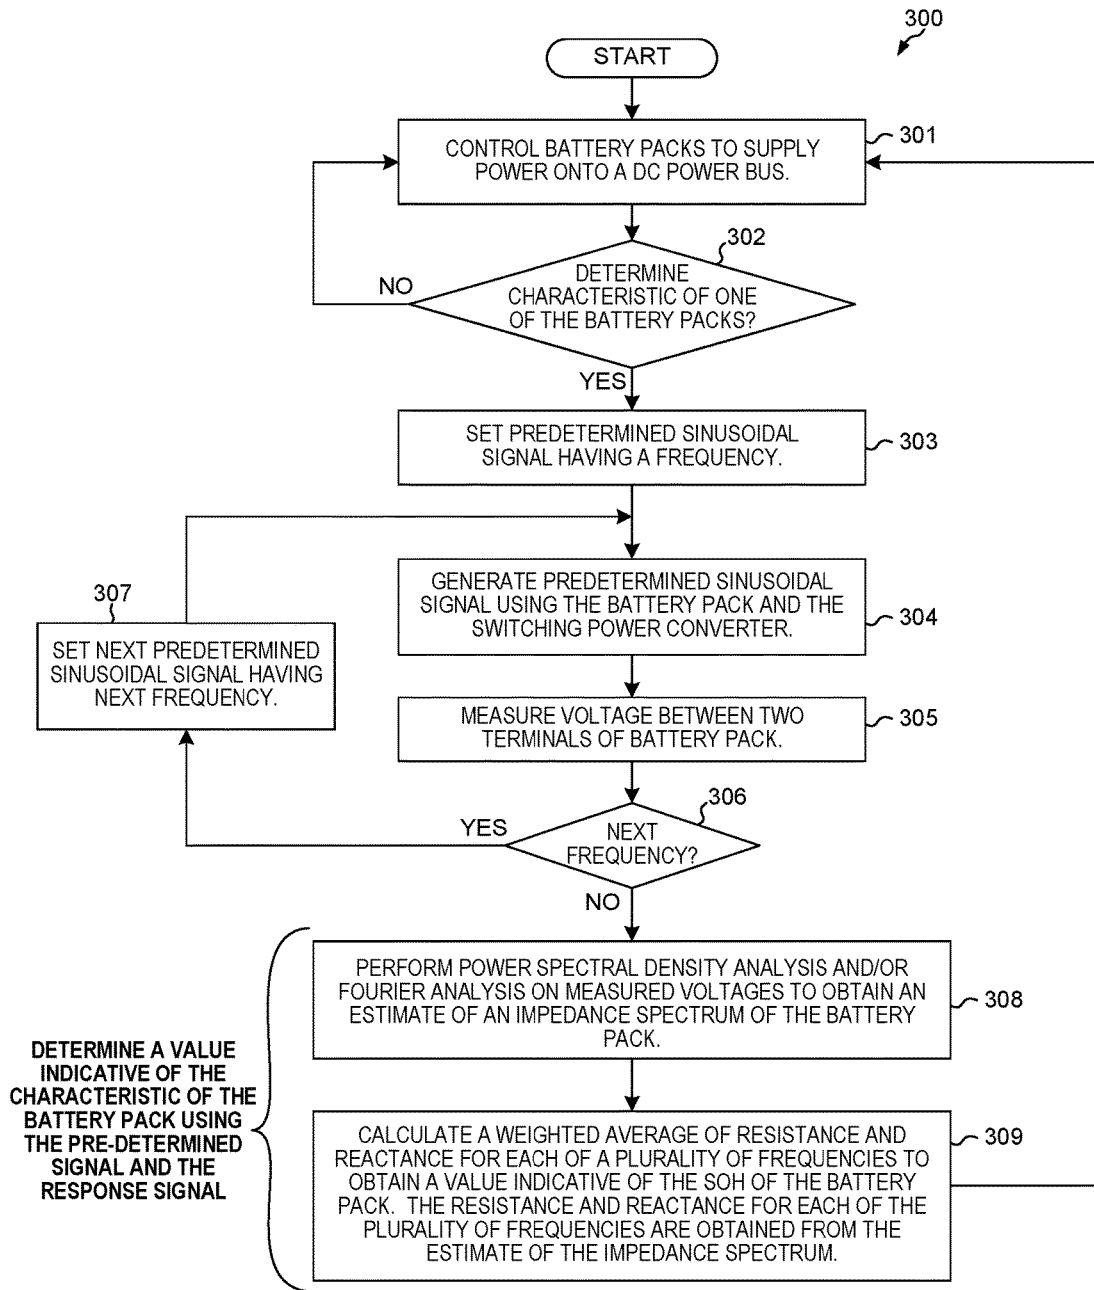 300
START
CONTROL BATTERY PACKS TO SUPPLY
POWER ONTO A DC POWER BUS.
301
302
DETERMINE
CHARACTERISTIC OF ONE
OF THE BATTERY PACKS?
NO
YES
SET PREDETERMINED SINUSOIDAL
SIGNAL HAVING A FREQUENCY.
303
GENERATE PREDETERMINED SINUSOIDAL
SIGNAL USING THE BATTERY PACK AND THE
SWITCHING POWER CONVERTER.
304
307
SET NEXT PREDETERMINED
SINUSOIDAL SIGNAL HAVING
NEXT FREQUENCY.
MEASURE VOLTAGE BETWEEN TWO
TERMINALS OF BATTERY PACK.
305
306
YES
NEXT
FREQUENCY?
NO
PERFORM POWER SPECTRAL DENSITY ANALYSIS AND/OR
FOURIER ANALYSIS ON MEASURED VOLTAGES TO OBTAIN AN
ESTIMATE OF AN IMPEDANCE SPECTRUM OF THE BATTERY
PACK.
308
DETERMINE A VALUE
INDICATIVE OF THE
CHARACTERISTIC OF THE
BATTERY PACK USING
THE PRE-DETERMINED
SIGNAL AND THE
RESPONSE SIGNAL
CALCULATE A WEIGHTED AVERAGE OF RESISTANCE AND
REACTANCE FOR EACH OF A PLURALITY OF FREQUENCIES TO
OBTAIN A VALUE INDICATIVE OF THE SOH OF THE BATTERY
PACK. THE RESISTANCE AND REACTANCE FOR EACH OF THE
PLURALITY OF FREQUENCIES ARE OBTAINED FROM THE
ESTIMATE OF THE IMPEDANCE SPECTRUM.
309